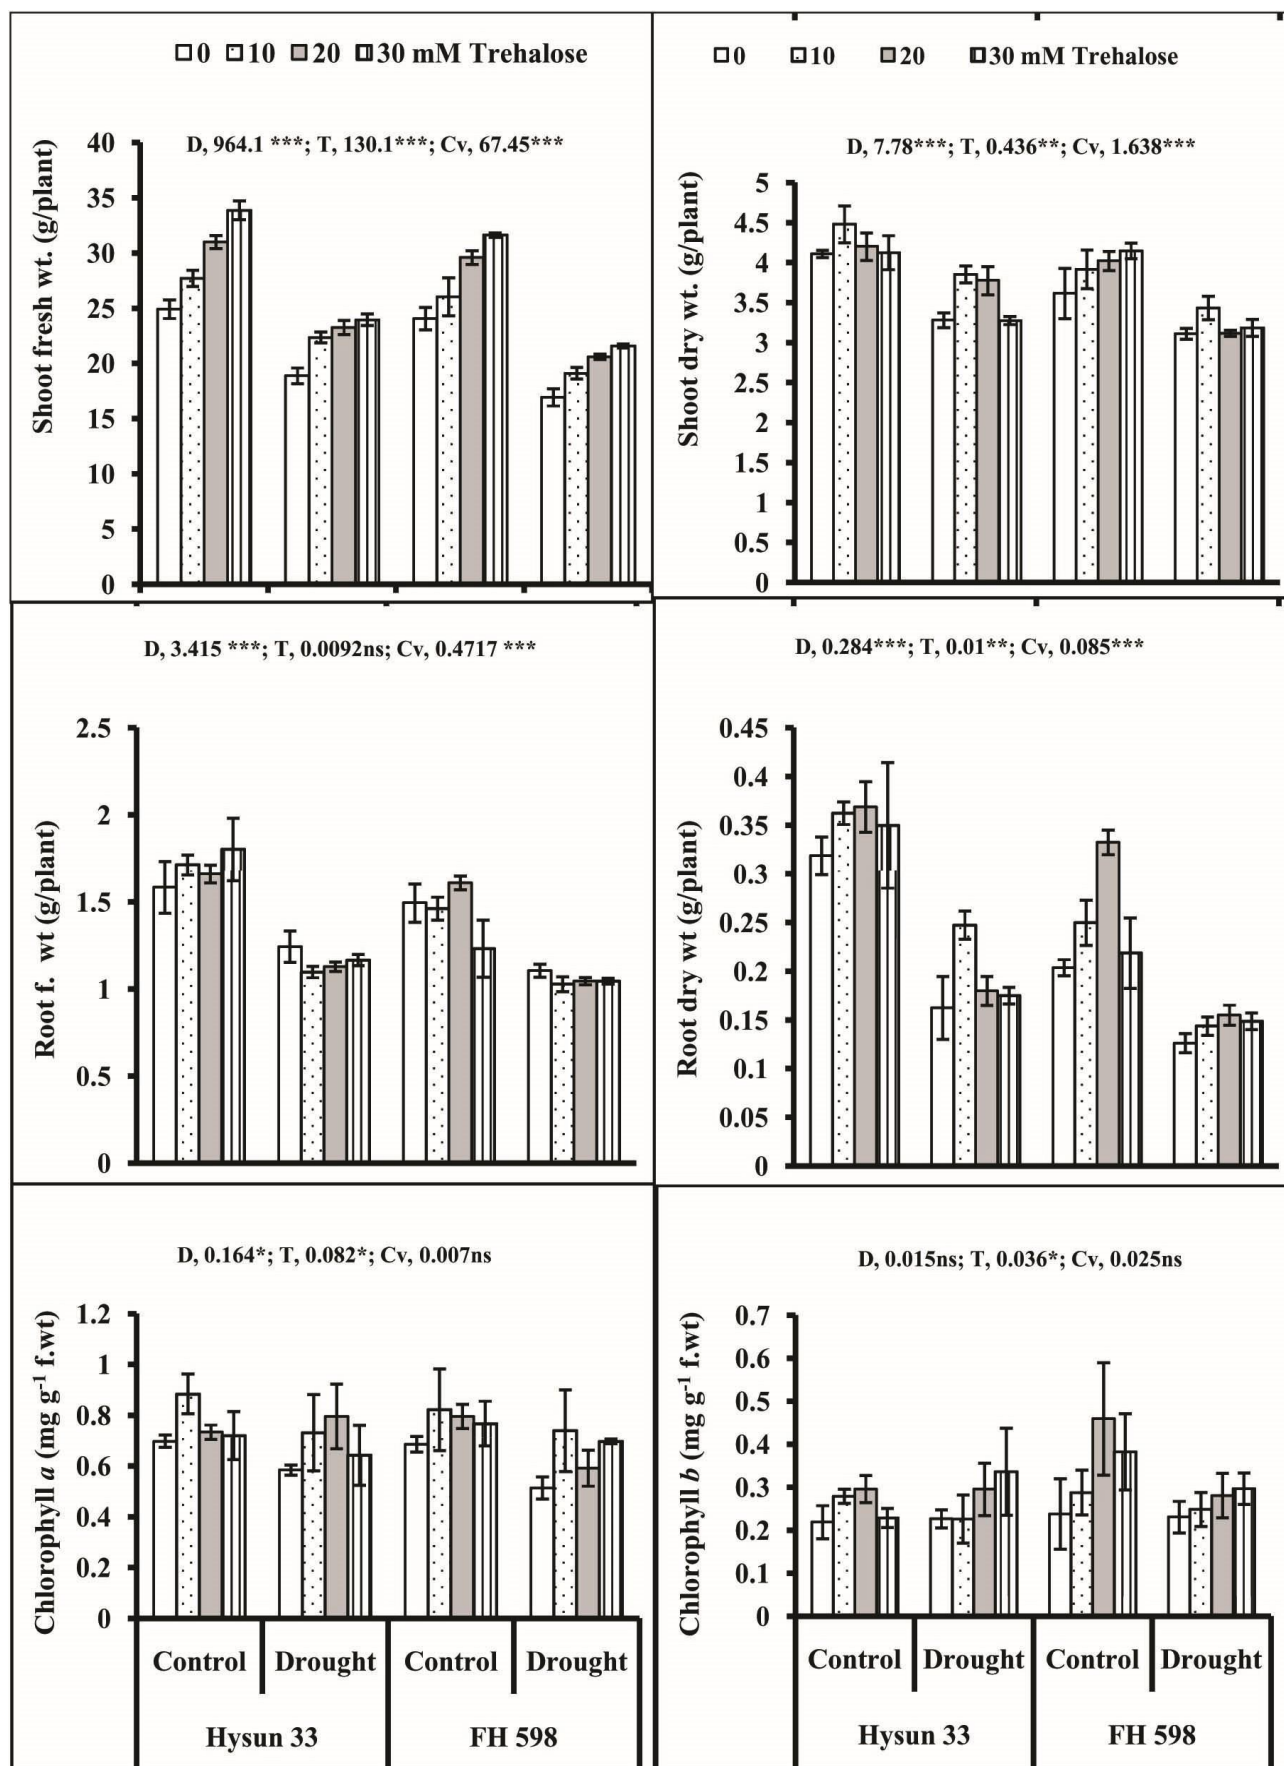 0 10 20 30 mM Trehalose
D, 964.1 ***; T, 130.1***; Cv, 67.45***
Shoot fresh wt. (g/plant)
40
35
30
25
20
15
10
5
0
0 10 20 30 mM Trehalose
D, 7.78***; T, 0.436**; Cv, 1.638***
Shoot dry wt. (g/plant)
5
4.5
4
3.5
3
2.5
2
1.5
1
0.5
0
D, 3.415 ***; T, 0.0092ns; Cv, 0.4717 ***
Root f. wt (g/plant)
2.5
2
1.5
1
0.5
0
D, 0.284***; T, 0.01**; Cv, 0.085***
Root dry wt (g/plant)
0.45
0.4
0.35
0.3
0.25
0.2
0.15
0.1
0.05
0
D, 0.164*; T, 0.082*; Cv, 0.007ns
Chlorophyll a (mg g-1 f.wt)
1.2
1
0.8
0.6
0.4
0.2
0
Control Drought Control Drought
Hysun 33 FH 598
D, 0.015ns; T, 0.036*; Cv, 0.025ns
Chlorophyll b (mg g-1 f.wt)
0.7
0.6
0.5
0.4
0.3
0.2
0.1
0
Control Drought Control Drought
Hysun 33 FH 598